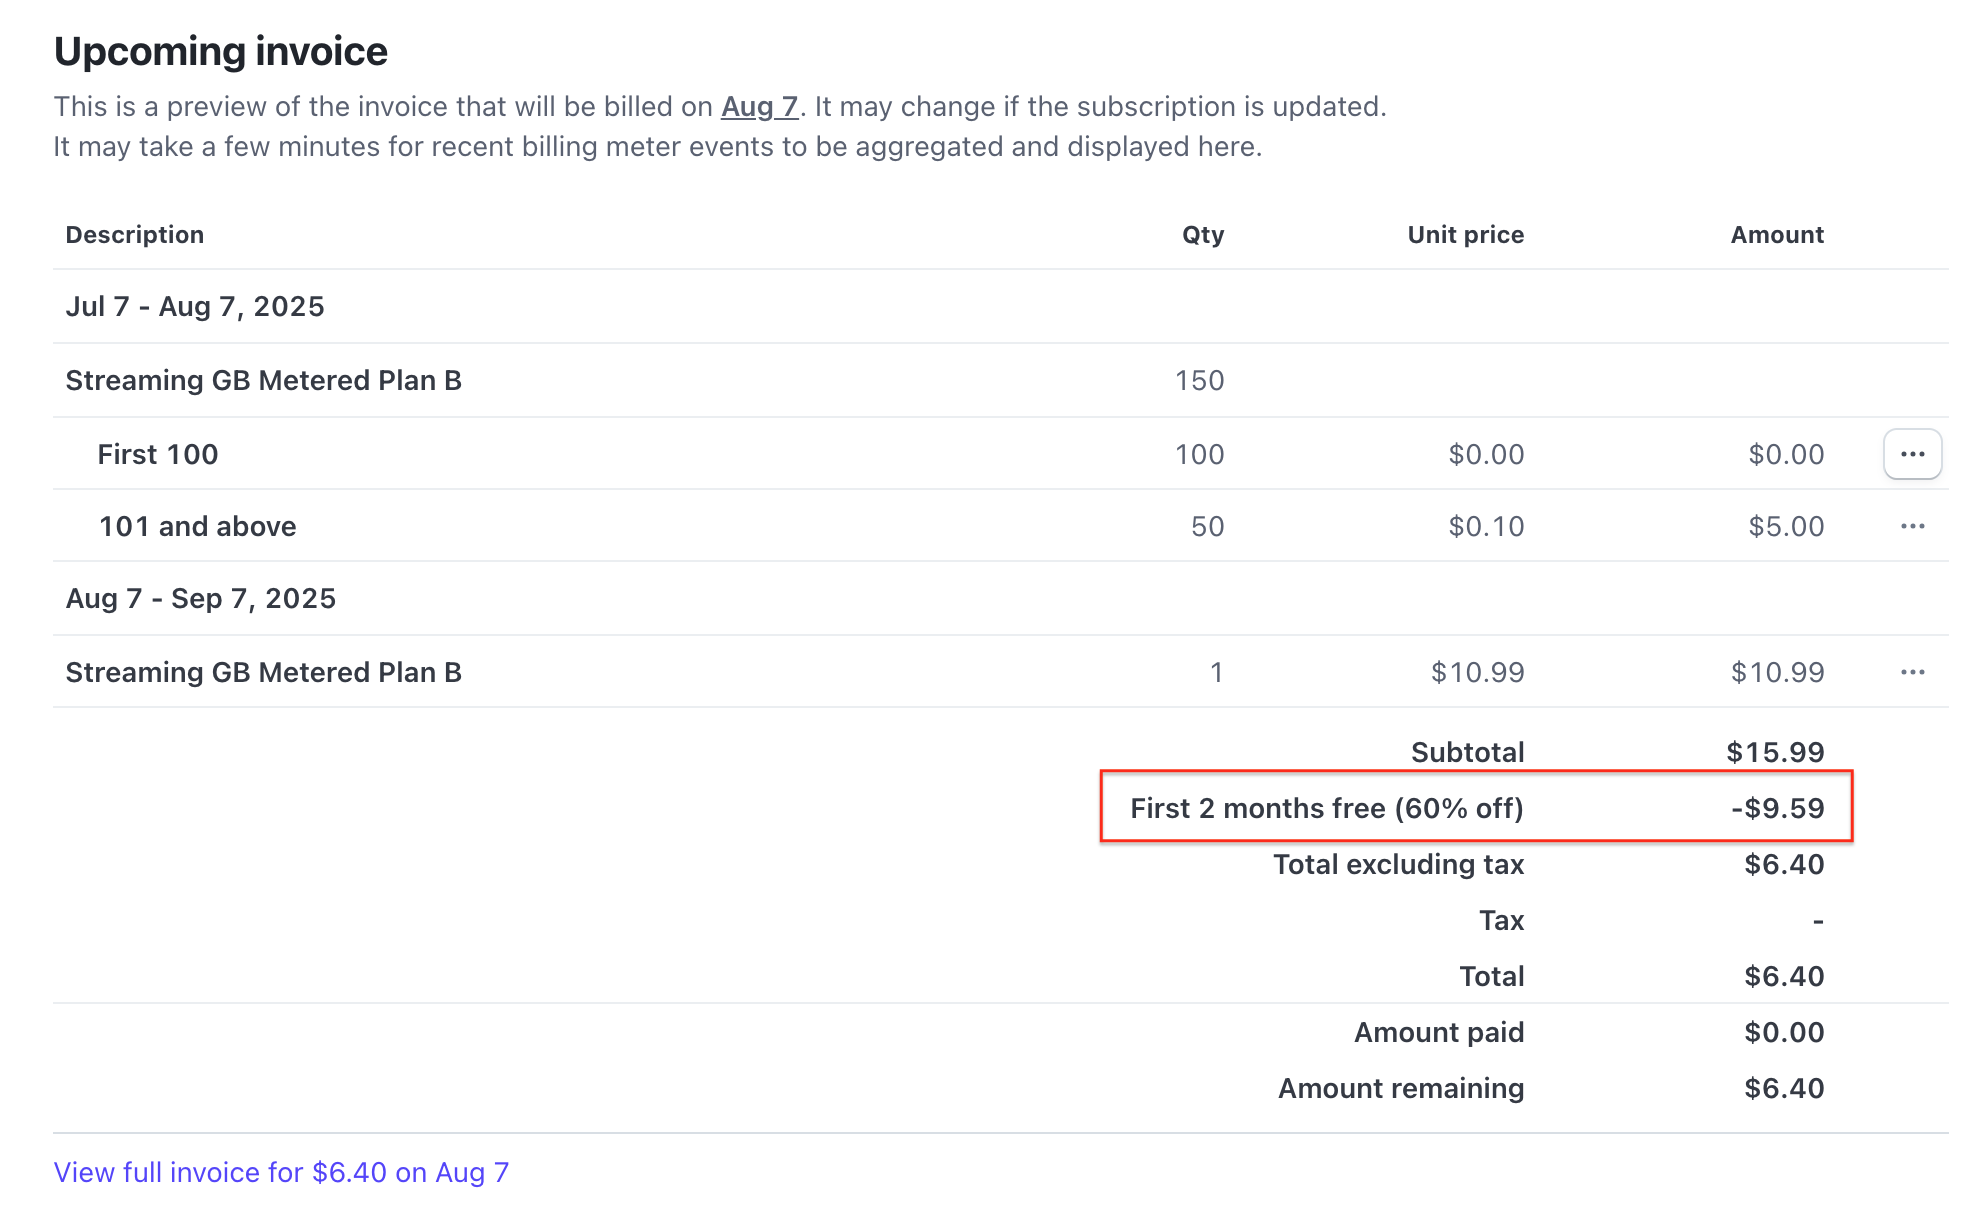 Upcoming invoice
This is a preview of the invoice that will be billed on Aug 7. It may change if the subscription is updated.
It may take a few minutes for recent billing meter events to be aggregated and displayed here.
Description Qty Unit price Amount
Jul 7 - Aug 7, 2025
Streaming GB Metered Plan B 150
First 100 100 $0.00 $0.00 ...
101 and above 50 $0.10 $5.00 ...
Aug 7 - Sep 7, 2025
Streaming GB Metered Plan B 1 $10.99 $10.99 ...
Subtotal $15.99
First 2 months free (60% off) -$9.59
Total excluding tax $6.40
Tax -
Total $6.40
Amount paid $0.00
Amount remaining $6.40
View full invoice for $6.40 on Aug 7